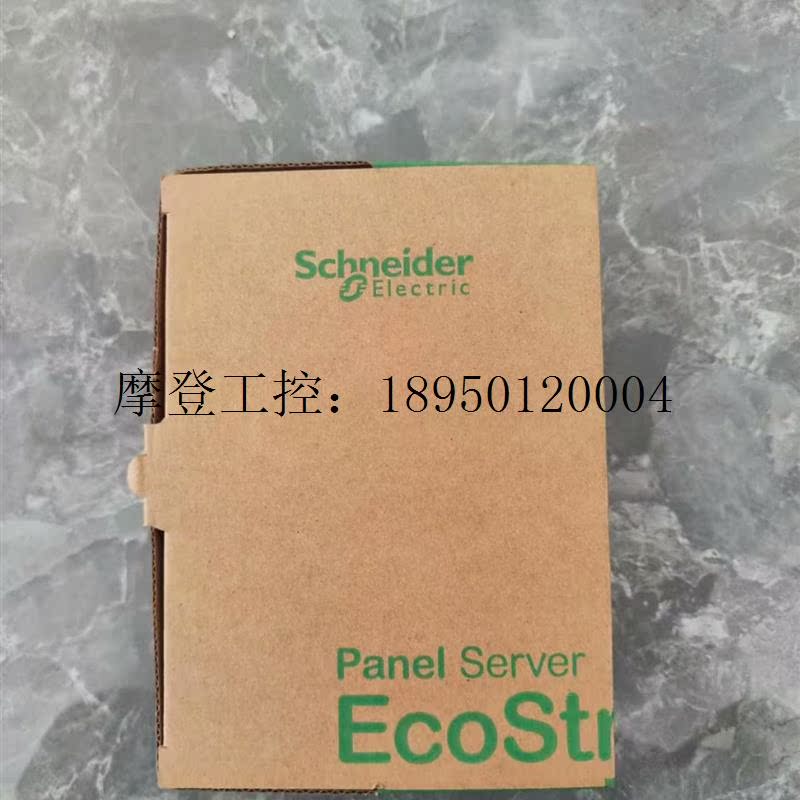 Schneider
Electric
摩登工控：18950120004
Panel Server
EcoStr